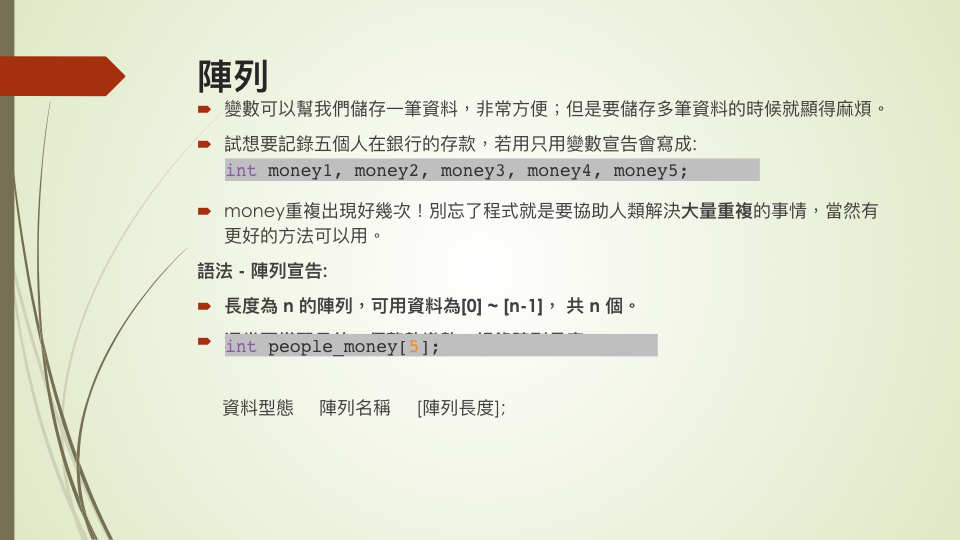 陣列
變數可以幫我們儲存一筆資料，非常方便；但是要儲存多筆資料的時候就顯得麻煩。
試想要記錄五個人在銀行的存款，若用只用變數宣告會寫成:
int money1, money2, money3, money4, money5;
money重複出現好幾次！別忘了程式就是要協助人類解決大量重複的事情，當然有
更好的方法可以用。
語法 - 陣列宣告:
長度為 n 的陣列，可用資料為[0] ~ [n-1]， 共 n 個。
int people_money[5];
資料型態 陣列名稱 [陣列長度];